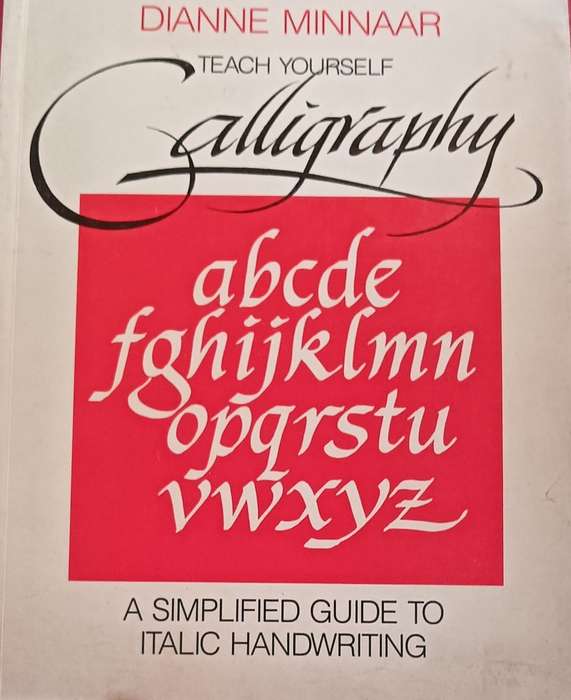 DIANNE MINNAAR
TEACH YOURSELF
Calligraphy
abcde
fghijklmn
opqrstu
vwxyz
A SIMPLIFIED GUIDE TO
ITALIC HANDWRITING